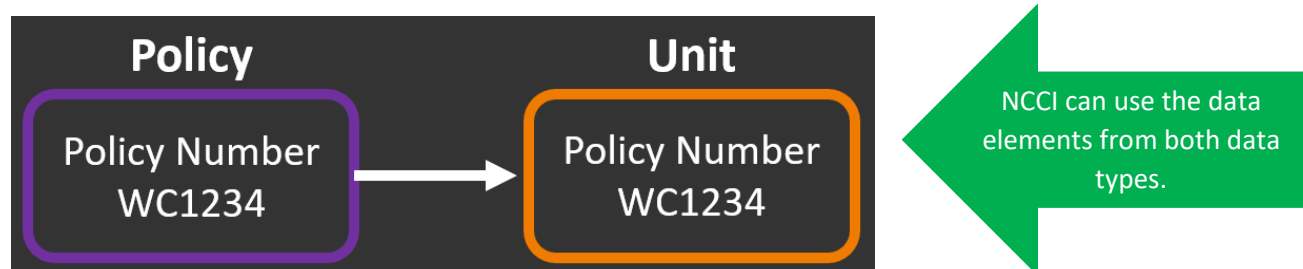 Policy
Unit
Policy Number
WC1234
Policy Number
WC1234
NCCI can use the data
elements from both data
types.